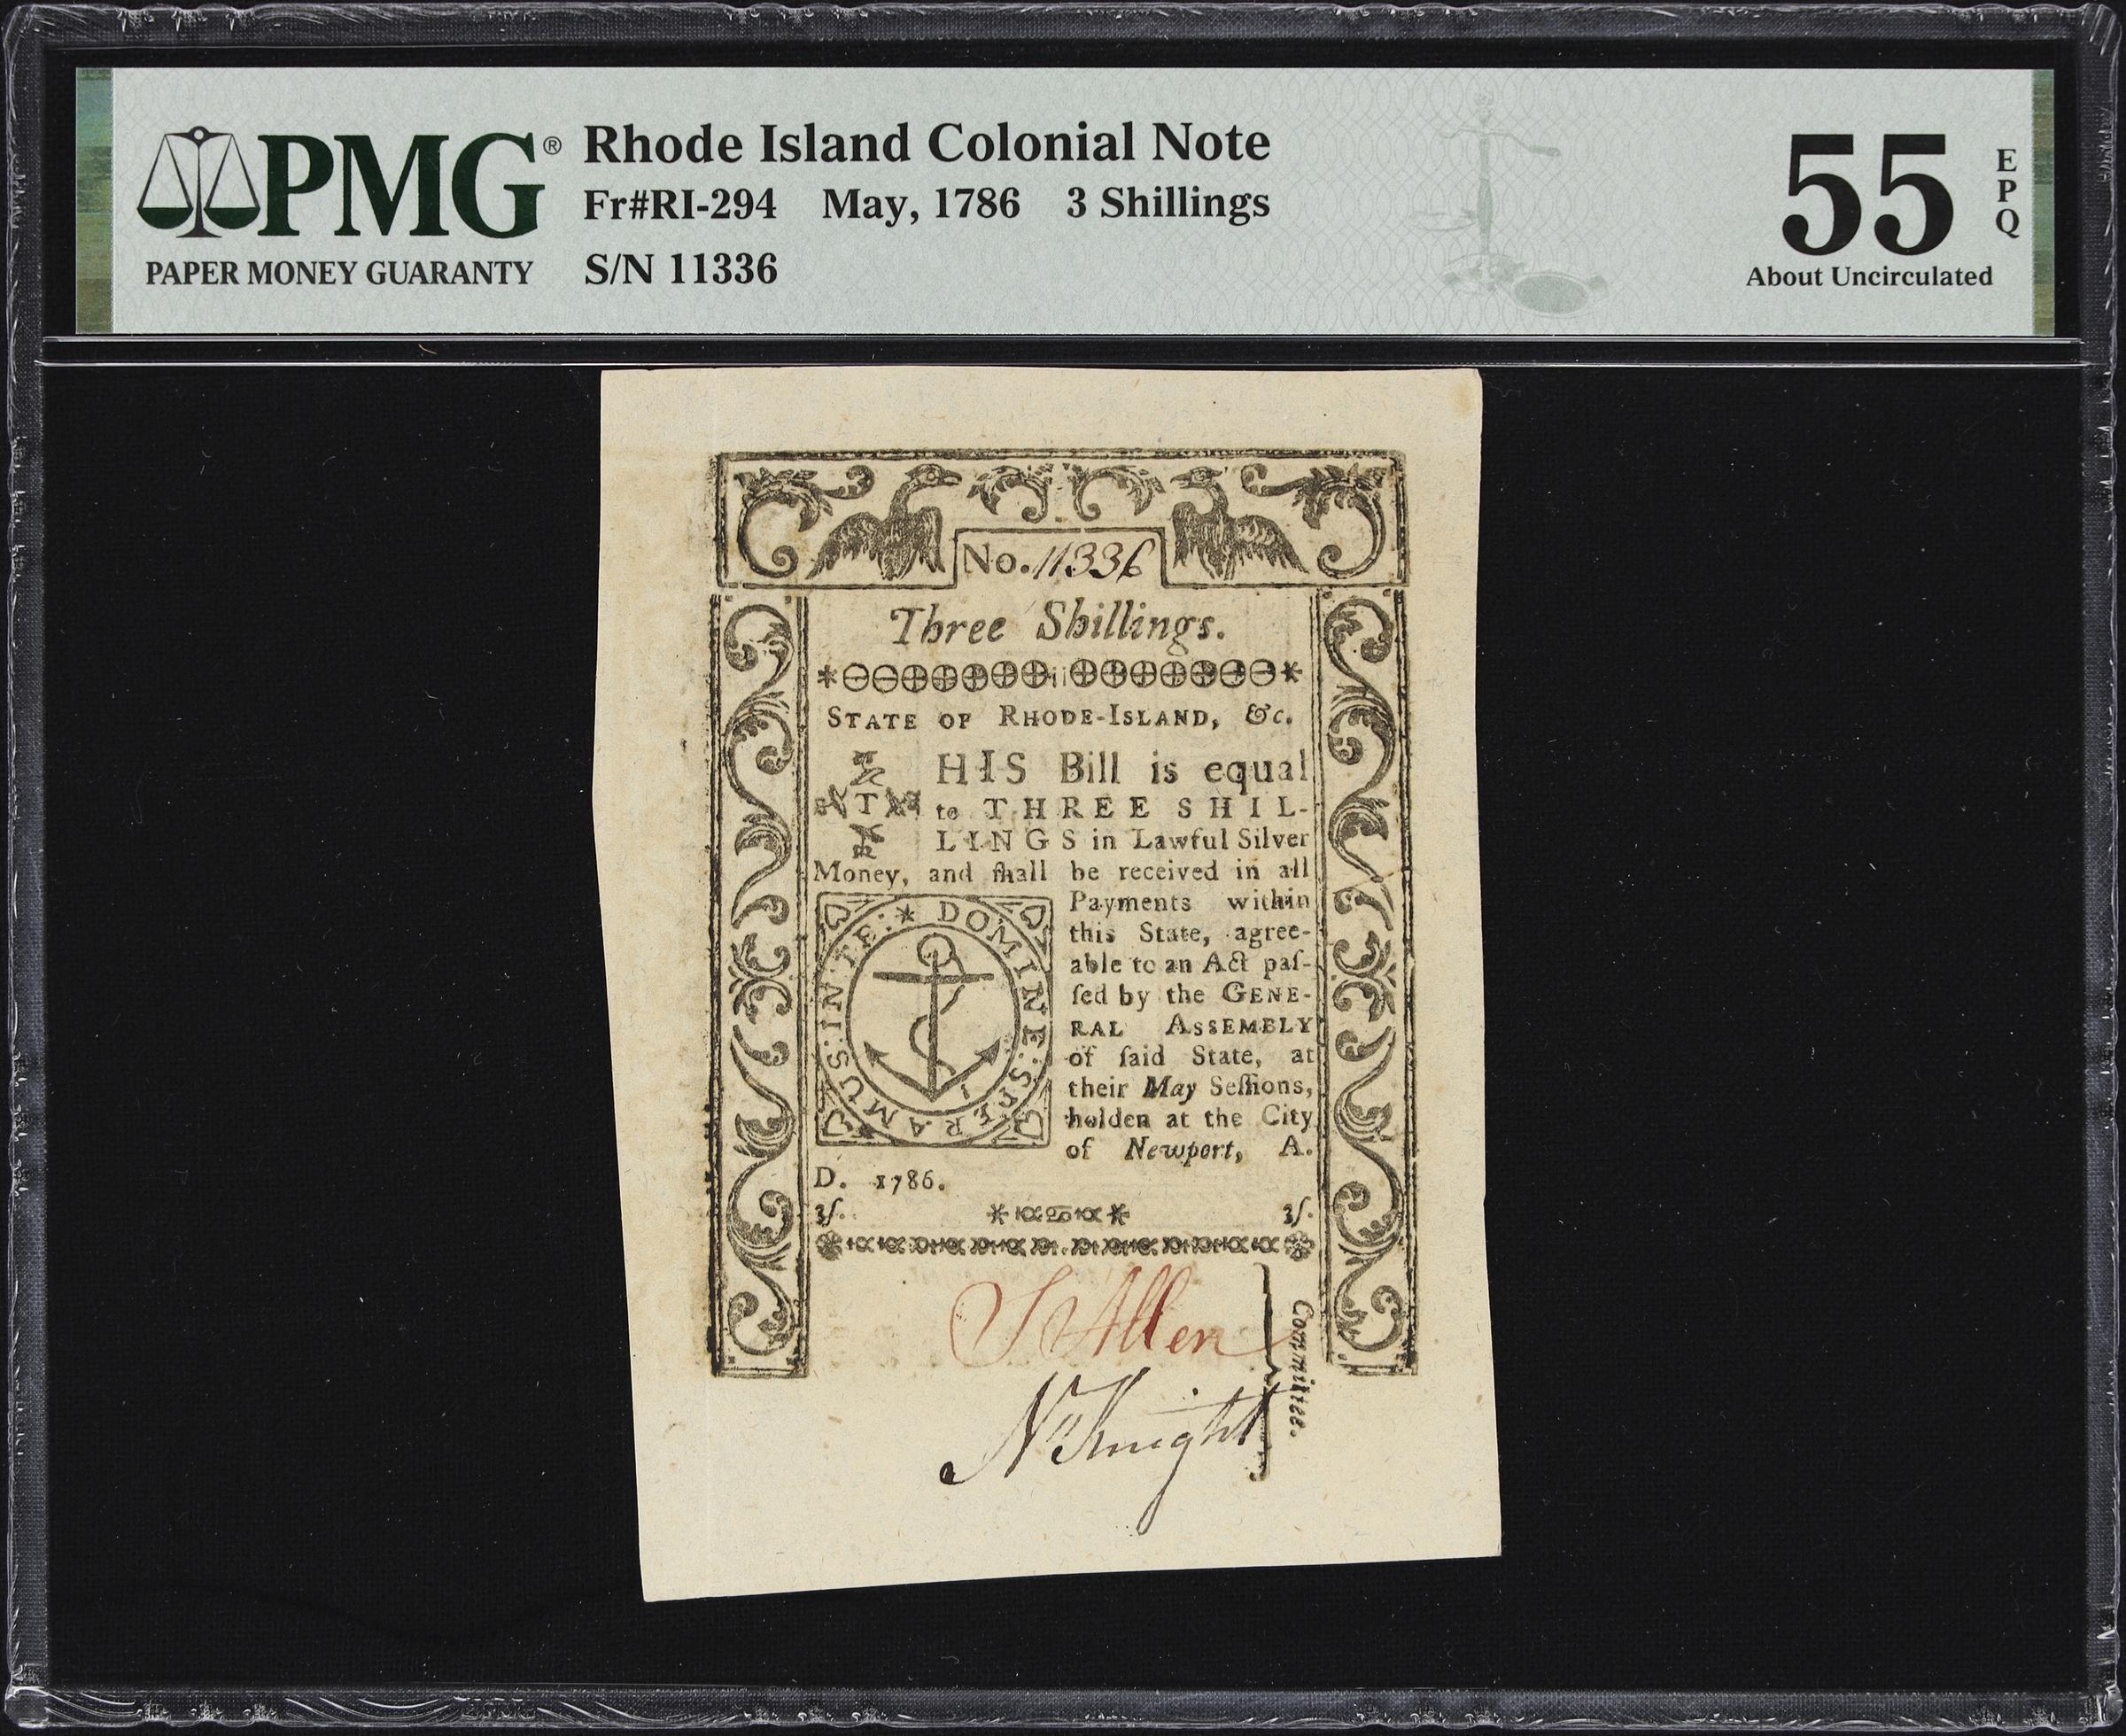 PMG® Rhode Island Colonial Note
Fr#RI-294 May, 1786 3 Shillings
PAPER MONEY GUARANTY S/N 11336
55 EPQ
About Uncirculated
No. 11336
Three Shillings.
STATE OF RHODE-ISLAND, &c.
THIS Bill is equal
to THREE SHIL-
LINGS in Lawful Silver
Money, and ſhall be received in all
Payments within
this State, agree-
able to an Act paſ-
ſed by the GENE-
RAL ASSEMBLY
of ſaid State, at
their May Seſſions,
holden at the City
of Newport, A.
D. 1786.
IN TE: * DOMINE: SPERAMUS:
3ſ. 3ſ.
S Allen
N Knight
Committee.
PMG